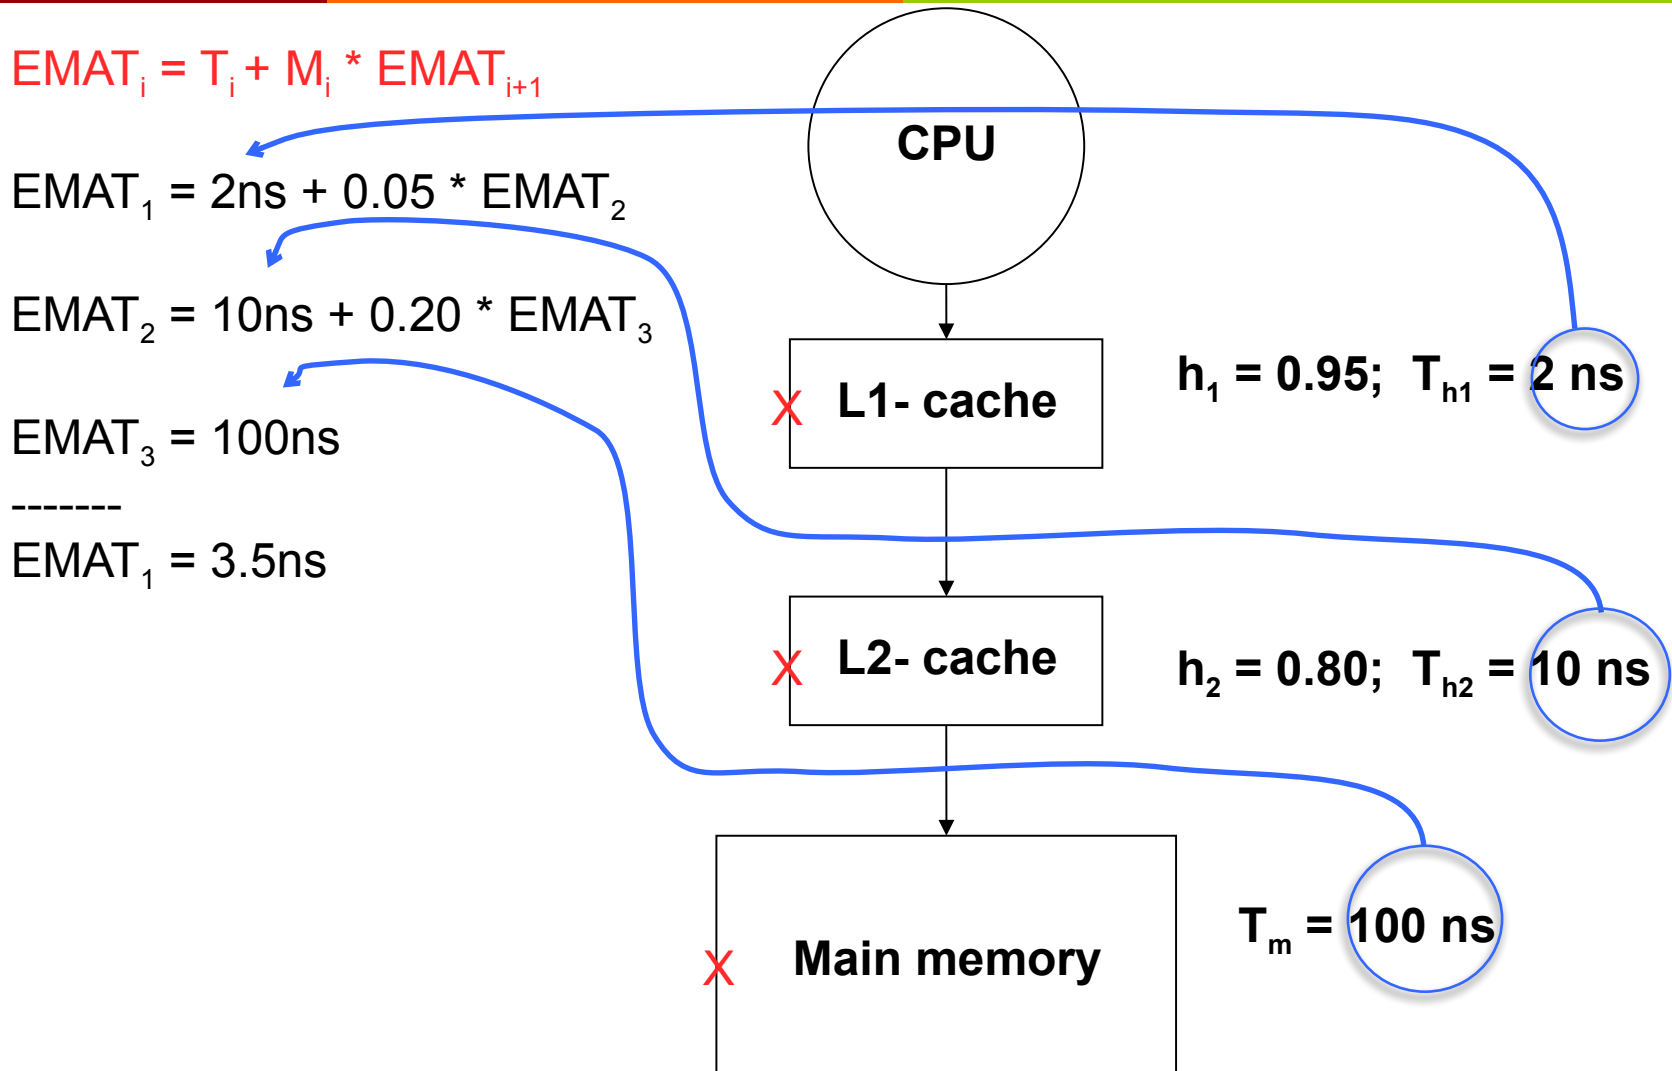 EMATᵢ = Tᵢ + Mᵢ * EMATᵢ₊₁
EMAT₁ = 2ns + 0.05 * EMAT₂
EMAT₂ = 10ns + 0.20 * EMAT₃
EMAT₃ = 100ns
-------
EMAT₁ = 3.5ns
CPU
X L1- cache
h₁ = 0.95; Tₕ₁ = 2 ns
X L2- cache
h₂ = 0.80; Tₕ₂ = 10 ns
X Main memory
Tₘ = 100 ns